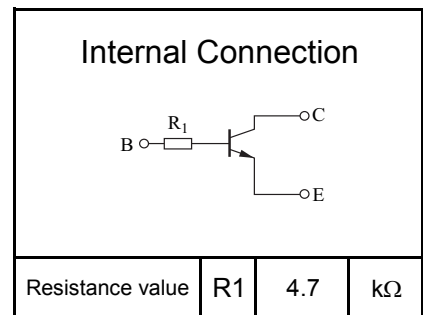 Internal Connection
C
R1
B
E
Resistance value R1 4.7 kΩ